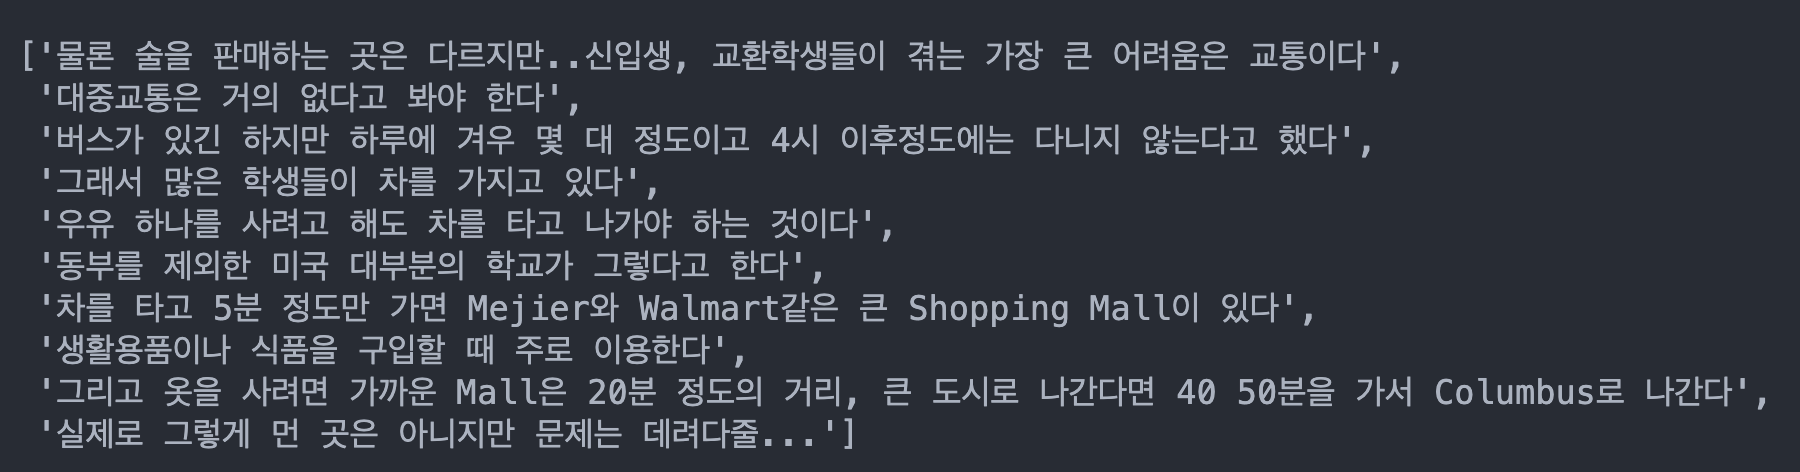 ['물론 술을 판매하는 곳은 다르지만..신입생, 교환학생들이 겪는 가장 큰 어려움은 교통이다',
'대중교통은 거의 없다고 봐야 한다',
'버스가 있긴 하지만 하루에 겨우 몇 대 정도이고 4시 이후정도에는 다니지 않는다고 했다',
'그래서 많은 학생들이 차를 가지고 있다',
'우유 하나를 사려고 해도 차를 타고 나가야 하는 것이다',
'동부를 제외한 미국 대부분의 학교가 그렇다고 한다',
'차를 타고 5분 정도만 가면 Mejier와 Walmart같은 큰 Shopping Mall이 있다',
'생활용품이나 식품을 구입할 때 주로 이용한다',
'그리고 옷을 사려면 가까운 Mall은 20분 정도의 거리, 큰 도시로 나간다면 40 50분을 가서 Columbus로 나간다',
'실제로 그렇게 먼 곳은 아니지만 문제는 데려다줄...']